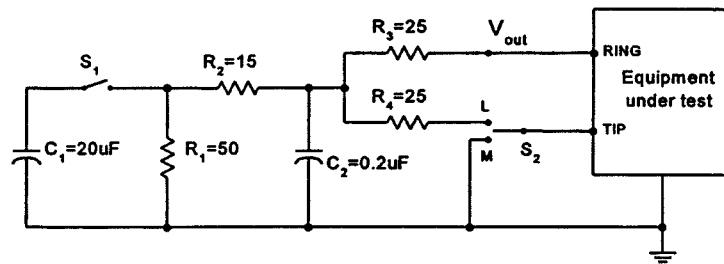 R3=25
Vout
RING
Equipment
under test
S1
R2=15
R4=25
L
TIP
S2
M
C1=20uF
R1=50
C2=0.2uF